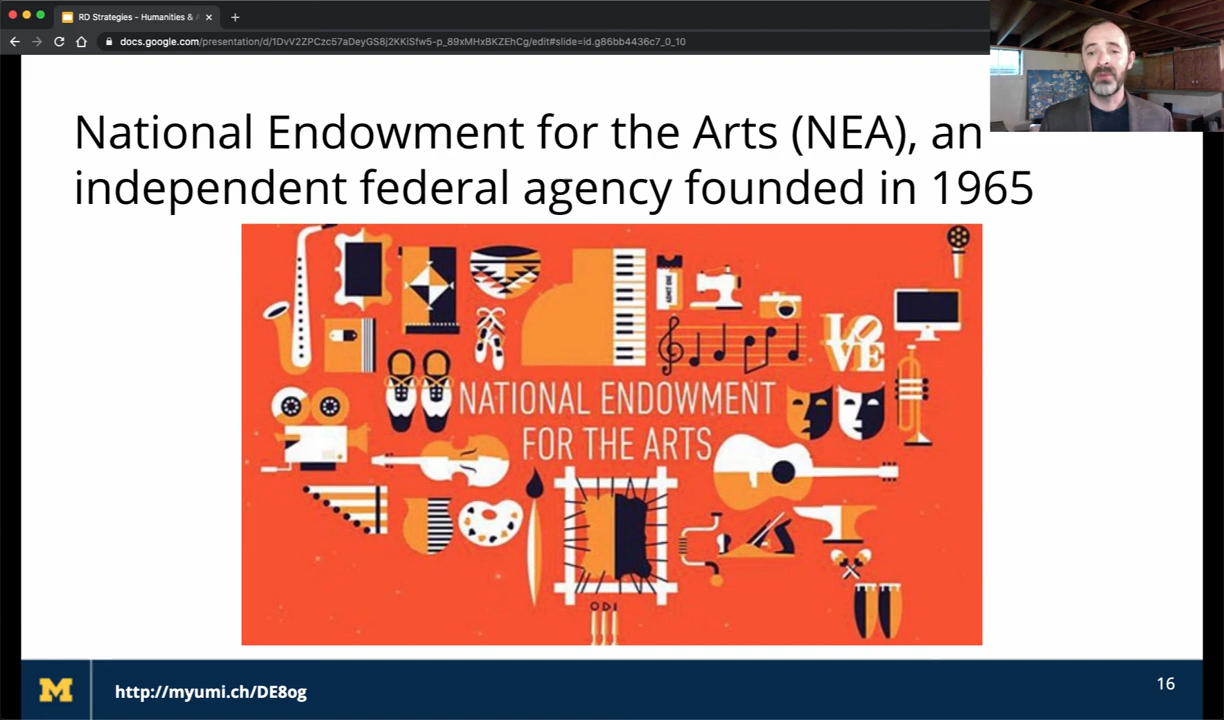 RD Strategies - Humanities &
docs.google.com/presentation/d/1DvV2ZPCzc57aDeyGS8j2KKiSfw5-p_89xMHxBKZEhCg/edit#slide=id.g86bb4436c7_0_10
National Endowment for the Arts (NEA), an
independent federal agency founded in 1965
ADMIT ONE
LOVE
NATIONAL ENDOWMENT
FOR THE ARTS
M
http://myumi.ch/DE8og
16